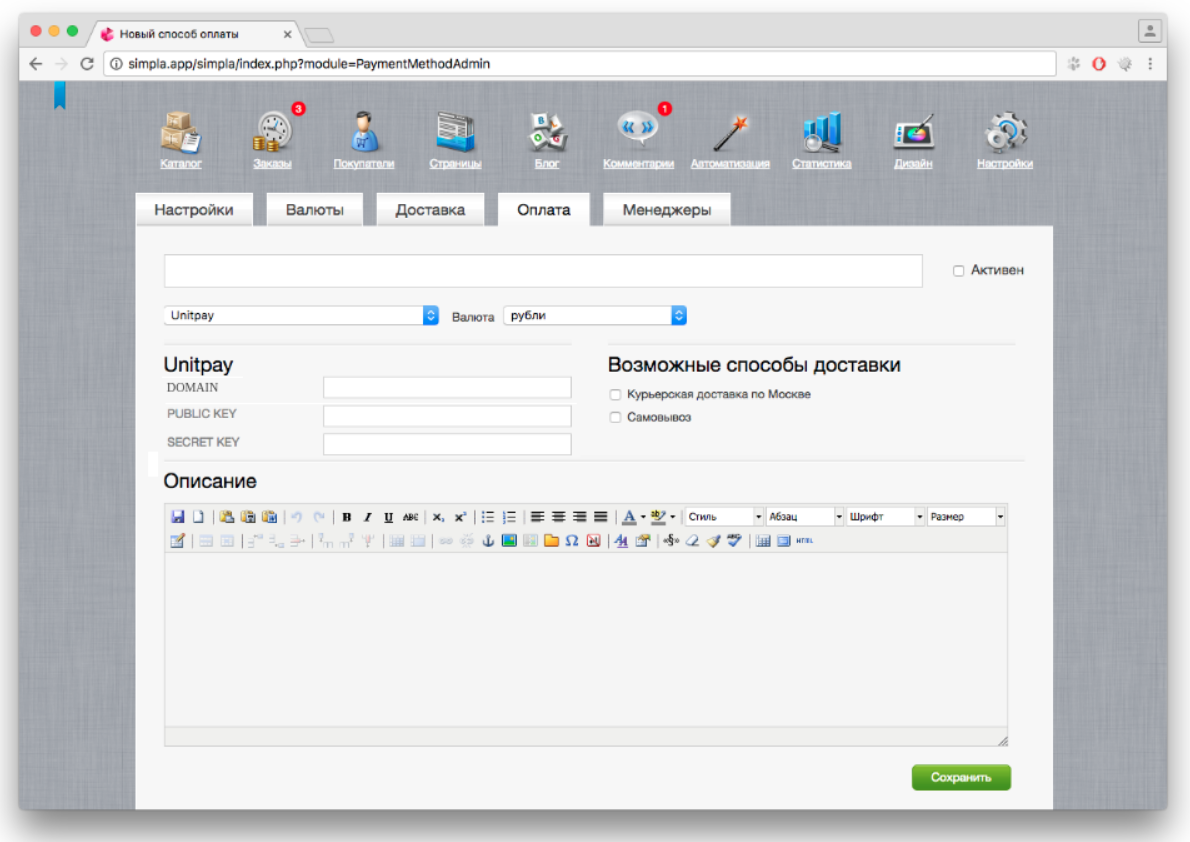 Новый способ оплаты
simpla.app/simpla/index.php?module=PaymentMethodAdmin
3 1
Каталог Заказы Покупатели Страницы Блог Комментарии Автоматизация Статистика Дизайн Настройки
Настройки Валюты Доставка Оплата Менеджеры
Активен
Unitpay Валюта рубли
Unitpay Возможные способы доставки
DOMAIN Курьерская доставка по Москве
PUBLIC KEY Самовывоз
SECRET KEY
Описание
B I U ABC Стиль Абзац Шрифт Размер
HTML
Сохранить